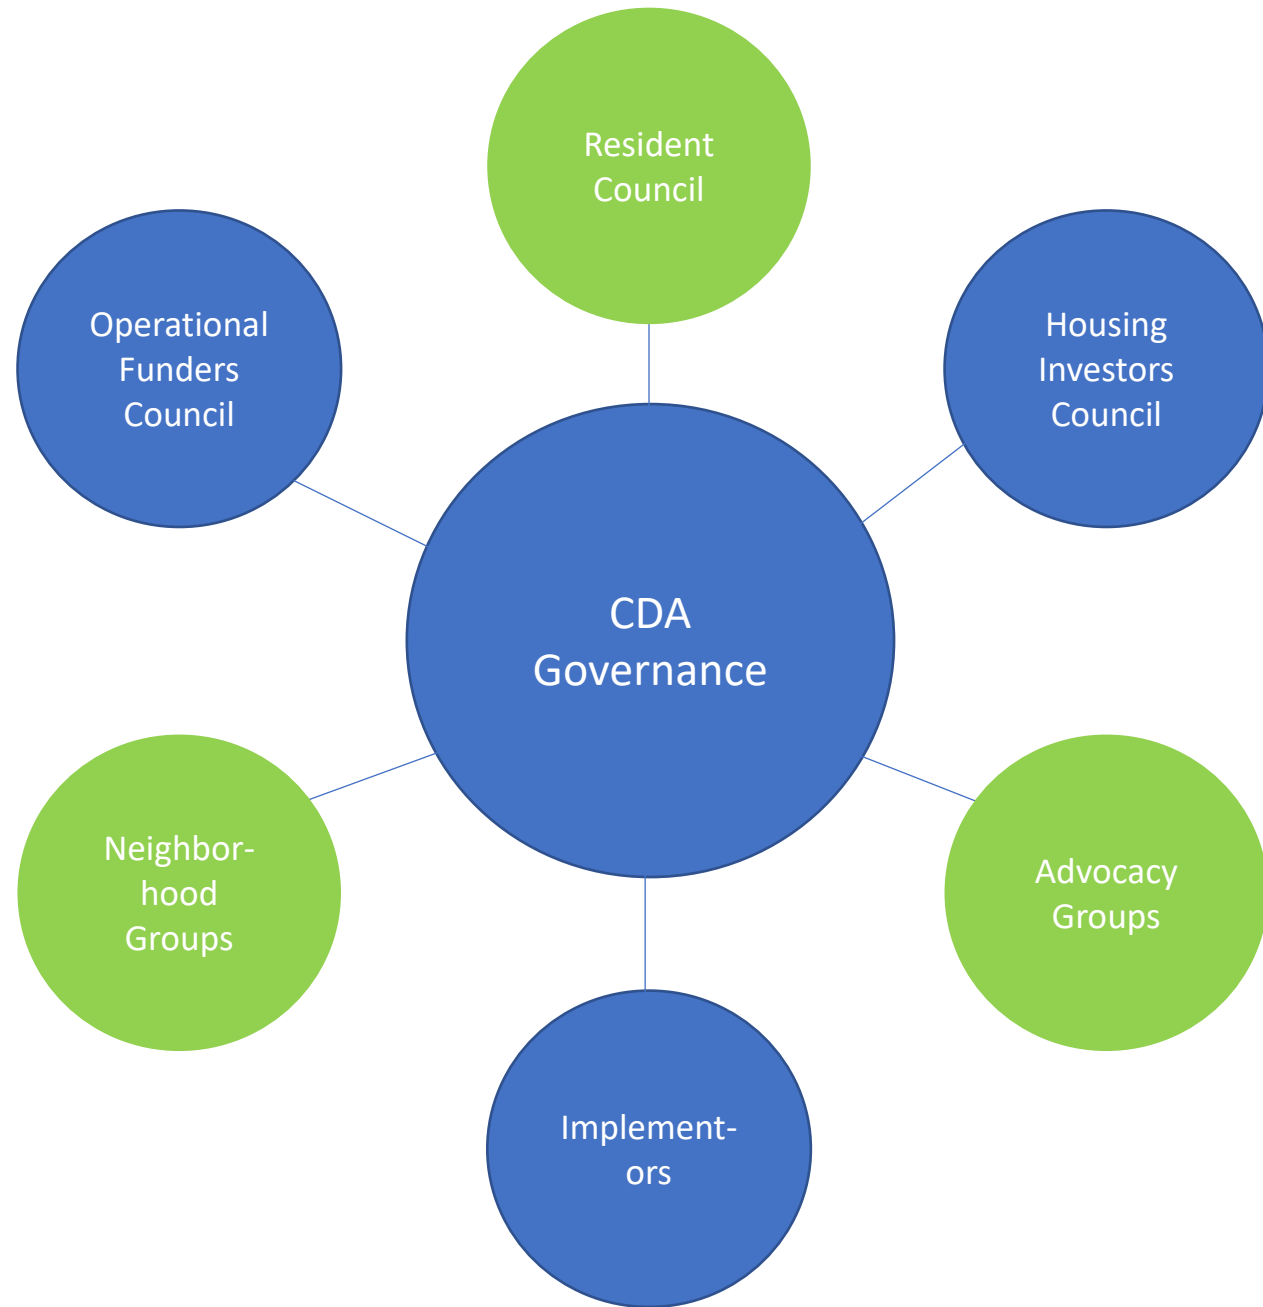 Resident
Council
Operational
Funders
Council
Housing
Investors
Council
CDA
Governance
Neighbor-
hood
Groups
Advocacy
Groups
Implement-
ors